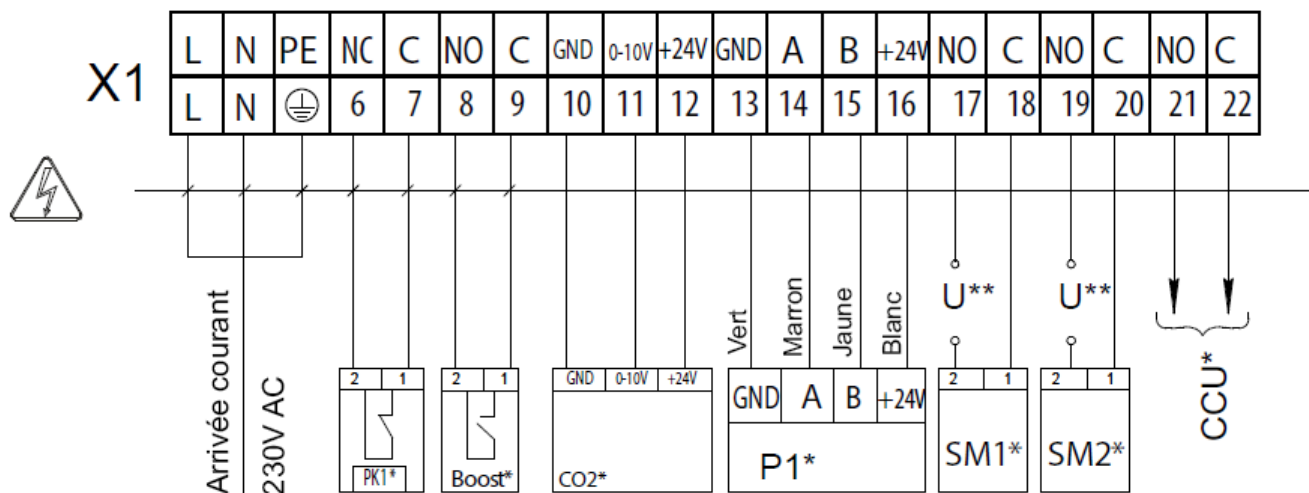 X1
L N PE NC C NO C GND 0-10V +24V GND A B +24V NO C NO C NO C
L N 6 7 8 9 10 11 12 13 14 15 16 17 18 19 20 21 22
Arrivée courant
230V AC
2 1
PK1*
2 1
Boost*
GND 0-10V +24V
CO2*
Vert
Marron
Jaune
Blanc
GND A B +24V
P1*
U**
2 1
SM1*
U**
2 1
SM2*
CCU*